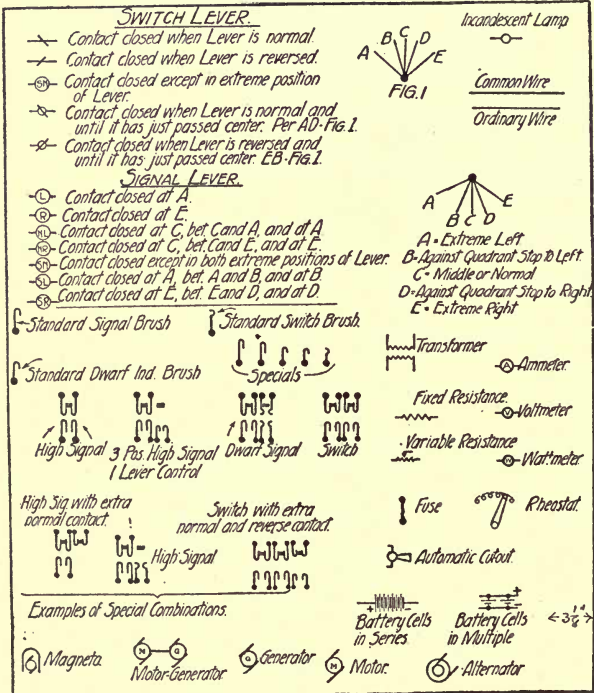 SWITCH LEVER.
Contact closed when Lever is normal.
Contact closed when Lever is reversed.
SM Contact closed except in extreme position
of Lever.
Contact closed when Lever is normal and
until it has just passed center. Per AD-Fig.1.
Contact closed when Lever is reversed and
until it has just passed center. EB-Fig.1.
A B C D E
FIG.1
Incandescent Lamp
Common Wire
Ordinary Wire
SIGNAL LEVER.
L Contact closed at A.
R Contact closed at E.
NL Contact closed at C, bet. C and A, and at A
NR Contact closed at C, bet. C and E, and at E.
SM Contact closed except in both extreme positions of Lever.
SL Contact closed at A, bet. A and B, and at B
SR Contact closed at E, bet. E and D, and at D.
A B C D E
A = Extreme Left
B - Against Quadrant Stop to Left
C = Middle or Normal
D = Against Quadrant Stop to Right
E = Extreme Right
Standard Signal Brush
Standard Switch Brush.
Standard Dwarf Ind. Brush
Specials
Transformer
A Ammeter.
Fixed Resistance.
V Voltmeter
Variable Resistance
W Wattmeter
High Signal
3 Pos. High Signal
1 Lever Control
Dwarf Signal
Switch
High Sig. with extra
normal contact.
High Signal
Switch with extra
normal and reverse contact.
Fuse
Rheostat.
Automatic Cutout.
Examples of Special Combinations.
Battery Cells
in Series
Battery Cells
in Multiple
Magneto
M G
Motor-Generator
G Generator
M Motor.
Alternator